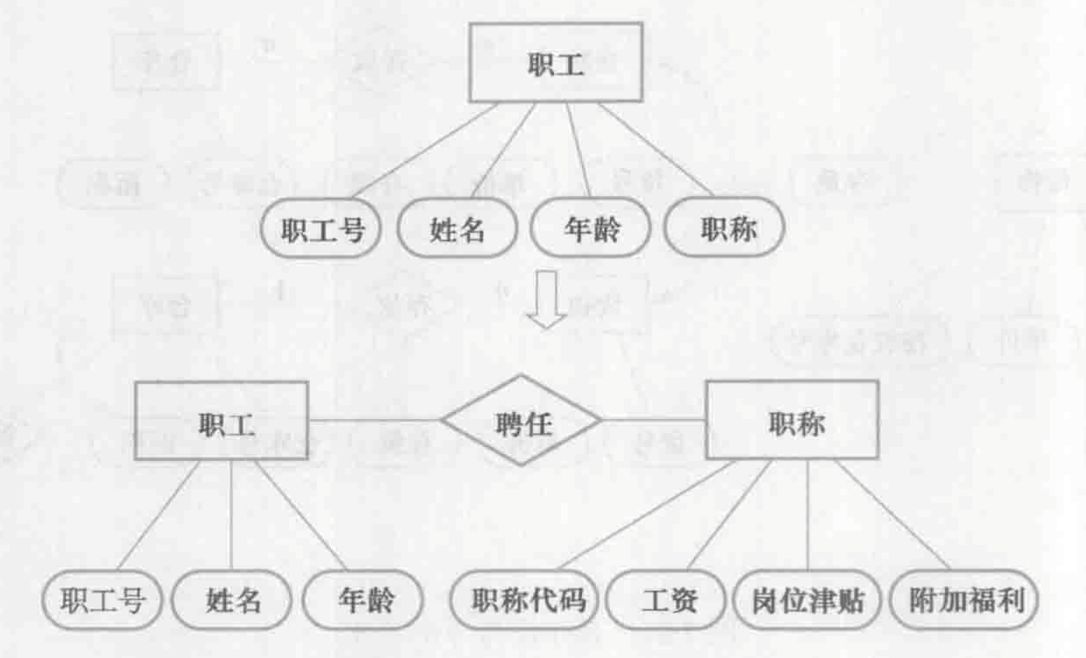 职工
职工号 姓名 年龄 职称
职工 聘任 职称
职工号 姓名 年龄 职称代码 工资 岗位津贴 附加福利